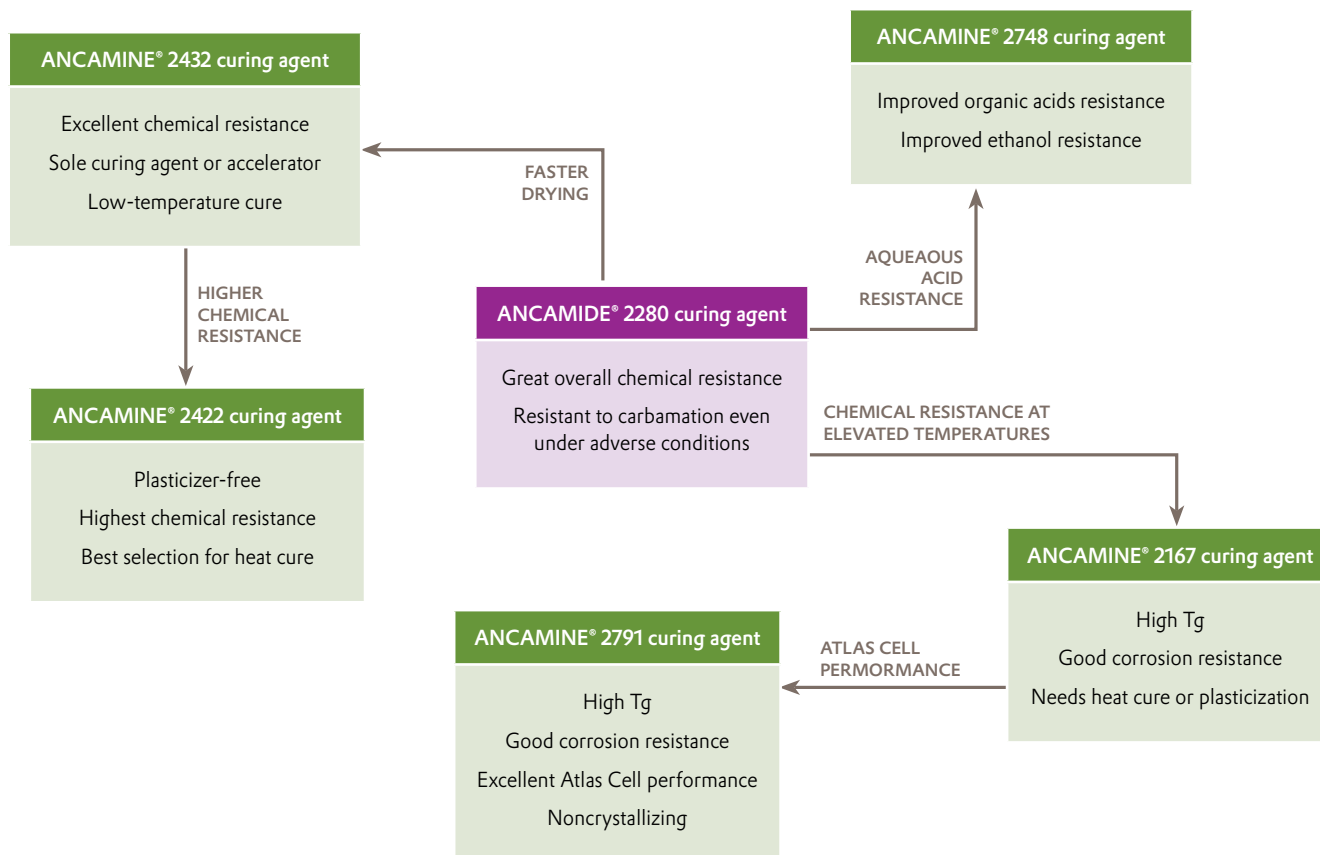 ANCAMINE® 2432 curing agent
Excellent chemical resistance
Sole curing agent or accelerator
Low-temperature cure
ANCAMINE® 2748 curing agent
Improved organic acids resistance
Improved ethanol resistance
FASTER
DRYING
AQUEAOUS
ACID
RESISTANCE
HIGHER
CHEMICAL
RESISTANCE
ANCAMIDE® 2280 curing agent
Great overall chemical resistance
Resistant to carbamation even
under adverse conditions
ANCAMINE® 2422 curing agent
Plasticizer-free
Highest chemical resistance
Best selection for heat cure
CHEMICAL RESISTANCE AT
ELEVATED TEMPERATURES
ANCAMINE® 2167 curing agent
High Tg
Good corrosion resistance
Needs heat cure or plasticization
ATLAS CELL
PERMORMANCE
ANCAMINE® 2791 curing agent
High Tg
Good corrosion resistance
Excellent Atlas Cell performance
Noncrystallizing